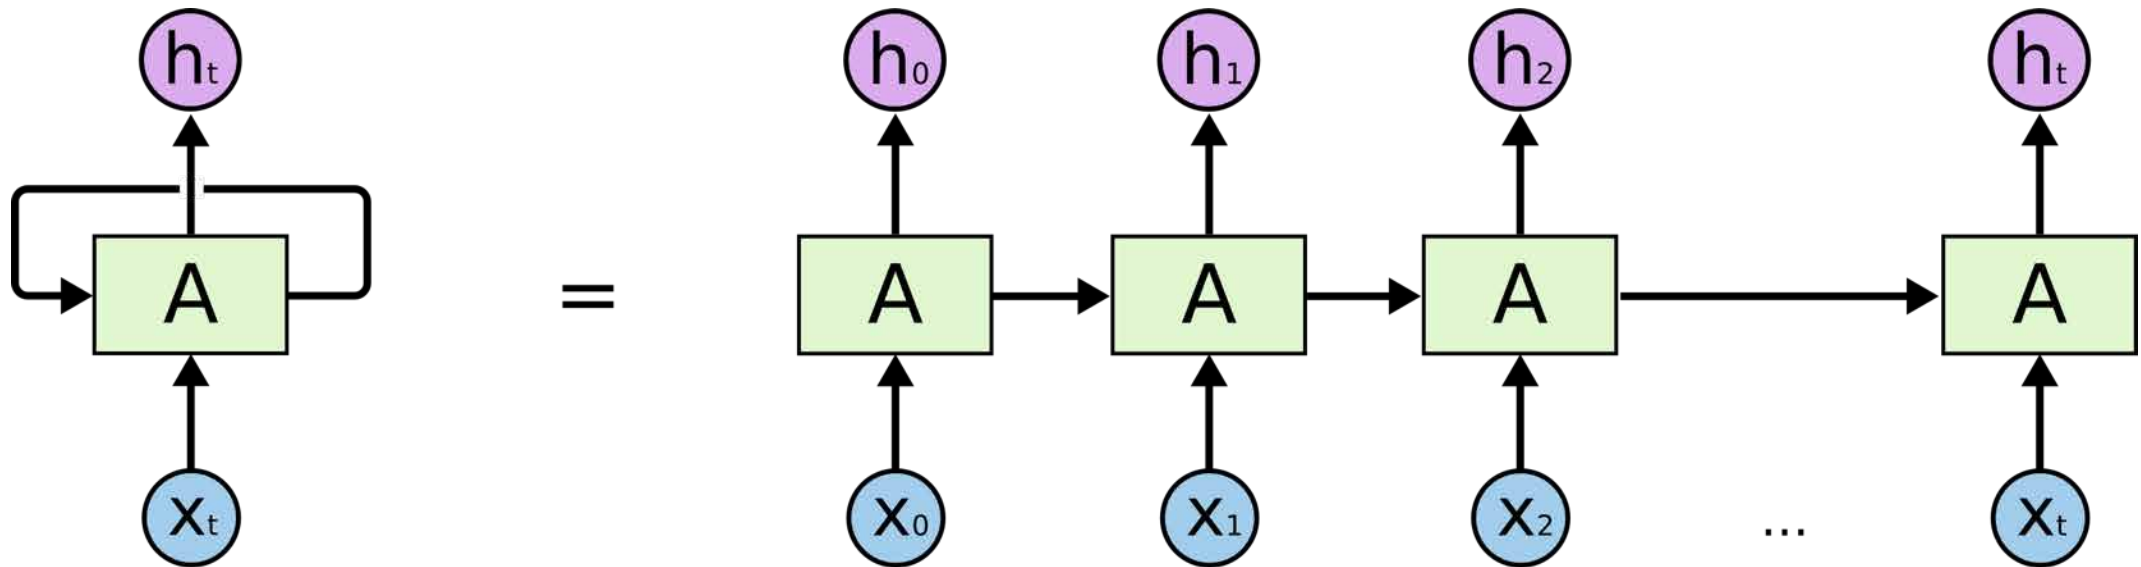 ht h0 h1 h2 ht
A = A A A A
xt x0 x1 x2 ... xt